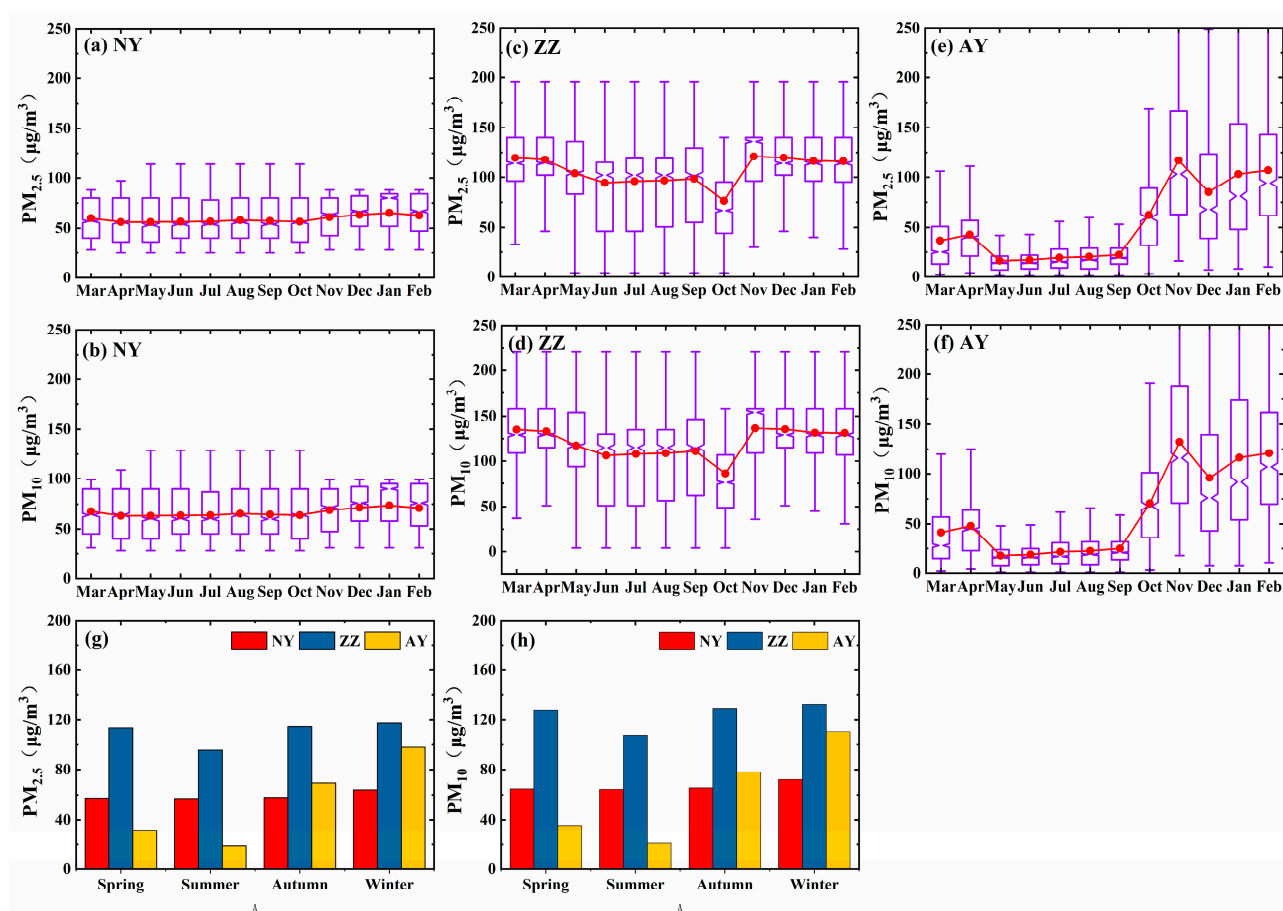 (a) NY
PM2.5 (μg/m3)
250
200
150
100
50
0
Mar Apr May Jun Jul Aug Sep Oct Nov Dec Jan Feb
(c) ZZ
PM2.5 (μg/m3)
250
200
150
100
50
0
Mar Apr May Jun Jul Aug Sep Oct Nov Dec Jan Feb
(e) AY
PM2.5 (μg/m3)
250
200
150
100
50
0
Mar Apr May Jun Jul Aug Sep Oct Nov Dec Jan Feb
(b) NY
PM10 (μg/m3)
250
200
150
100
50
0
Mar Apr May Jun Jul Aug Sep Oct Nov Dec Jan Feb
(d) ZZ
PM10 (μg/m3)
200
150
100
50
0
Mar Apr May Jun Jul Aug Sep Oct Nov Dec Jan Feb
(f) AY
PM10 (μg/m3)
250
200
150
100
50
0
Mar Apr May Jun Jul Aug Sep Oct Nov Dec Jan Feb
(g)
NY ZZ AY
PM2.5 (μg/m3)
200
160
120
80
40
0
Spring Summer Autumn Winter
(h)
NY ZZ AY
PM10 (μg/m3)
200
160
120
80
40
0
Spring Summer Autumn Winter